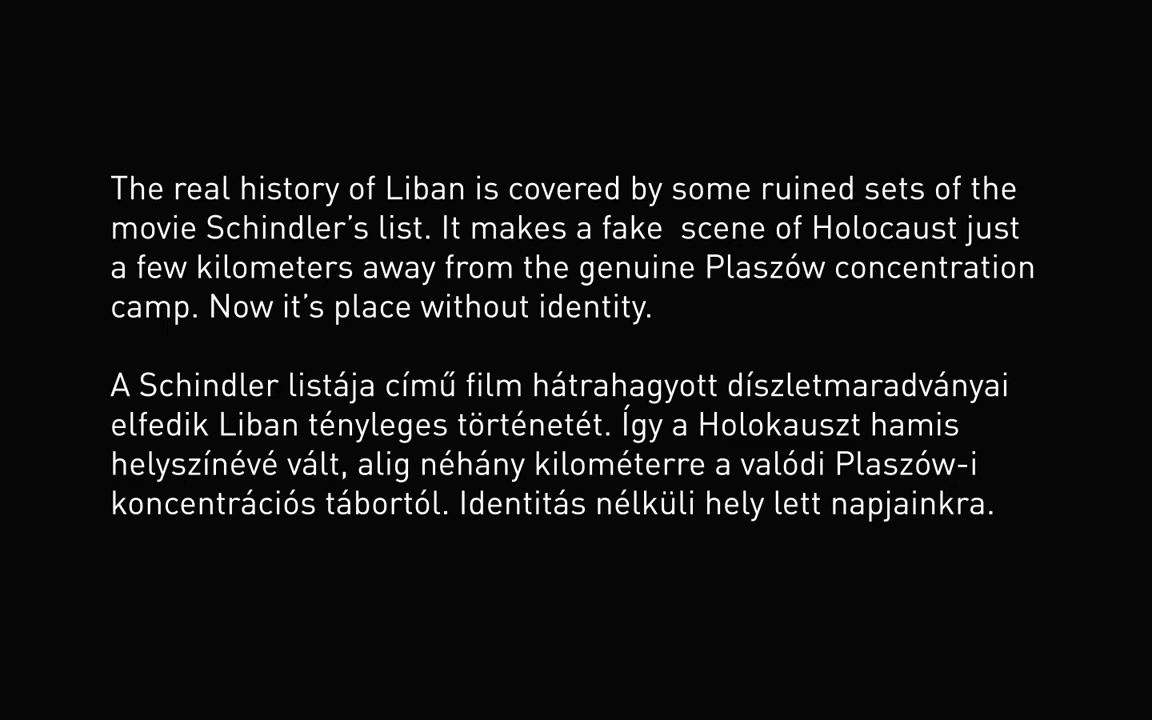 The real history of Liban is covered by some ruined sets of the
movie Schindler’s list. It makes a fake  scene of Holocaust just
a few kilometers away from the genuine Plaszów concentration
camp. Now it’s place without identity.
A Schindler listája című film hátrahagyott díszletmaradványai
elfedik Liban tényleges történetét. Így a Holokauszt hamis
helyszínévé vált, alig néhány kilométerre a valódi Plaszów-i
koncentrációs tábortól. Identitás nélküli hely lett napjainkra.